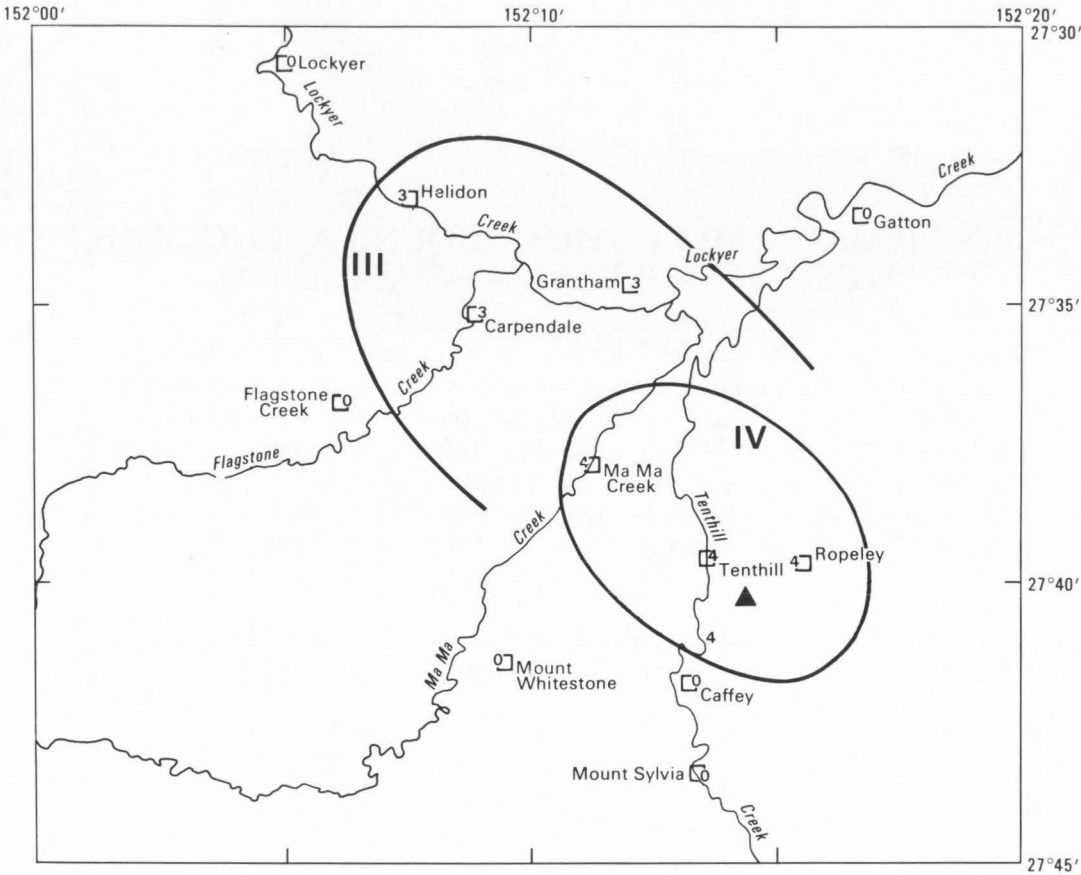 152°00′
152°10′
152°20′
27°30′
0 Lockyer
Lockyer
Creek
3 Helidon
0 Gatton
Creek
Lockyer
III
Grantham 3
27°35′
3
Carpendale
Creek
Flagstone
Creek 0
IV
Flagstone
4 Ma Ma
Creek
Tenthill
Creek
4
Tenthill
4 Ropeley
27°40′
4
Ma Ma
0 Mount
Whitestone
0
Caffey
Mount Sylvia 0
Creek
27°45′